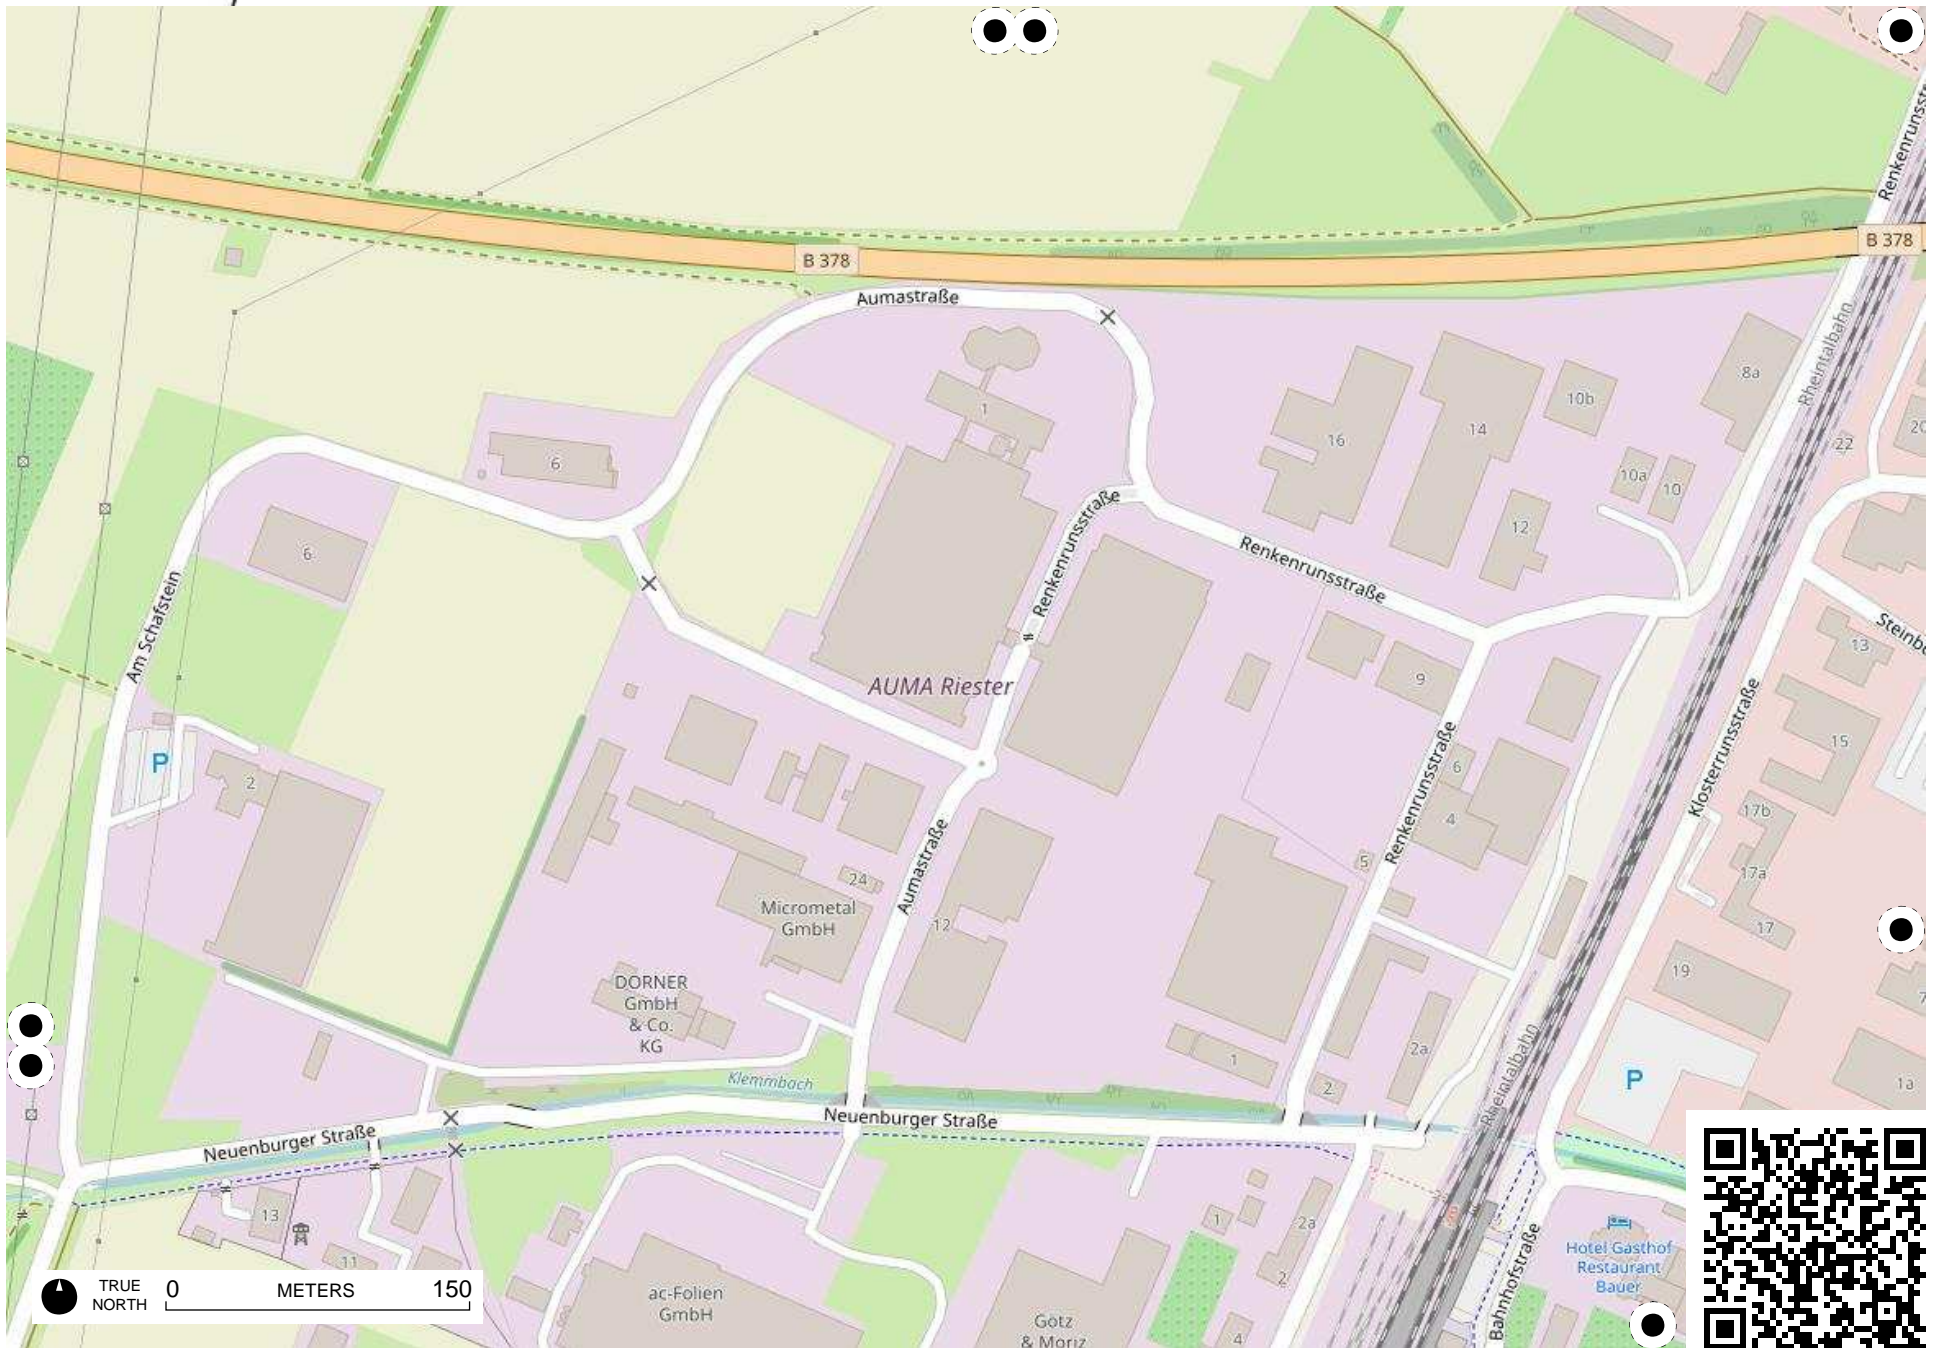 B 378
B 378
Renkenrunsstr
Aumastraße
Rheintalbahn
8a
10b
14
16
1
20
22
6
10a
10
12
6
Renkenrunsstraße
Renkenrunsstraße
Am Schafstein
AUMA Riester
9
13
15
Klosterrunsstraße
P
2
6
4
Renkenrunsstraße
5
17b
17a
17
Aumastraße
24
Micrometal
GmbH
12
DORNER
GmbH
& Co.
KG
19
7
2a
1
2
P
1a
Rheintalbahn
Klemmbach
Neuenburger Straße
Neuenburger Straße
13
11
1
2a
2
4
ac-Folien
GmbH
Götz
& Moriz
Bahnhofstraße
Hotel Gasthof
Restaurant
Bauer
TRUE
NORTH
0 METERS 150